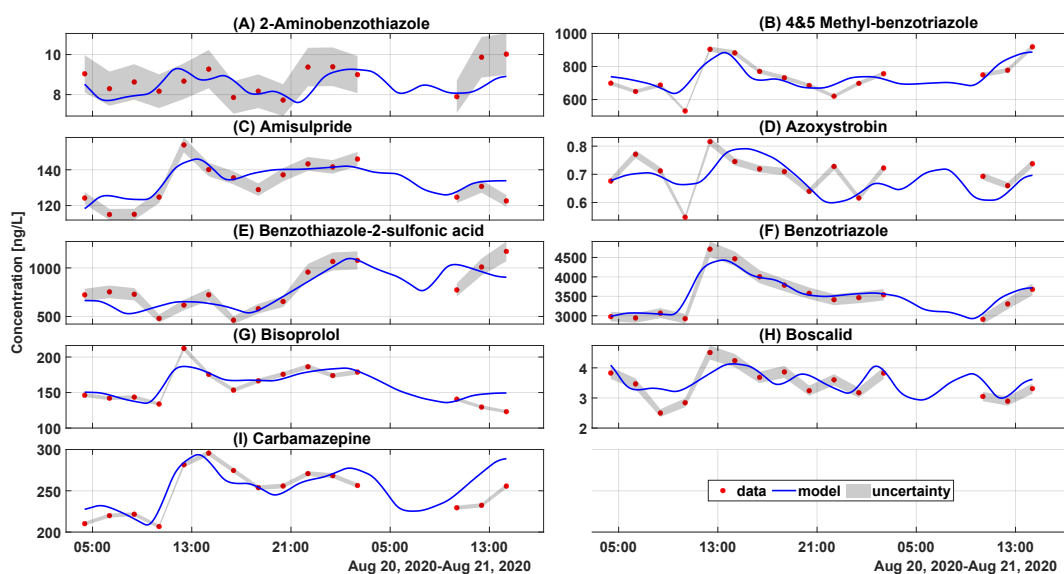 (A) 2-Aminobenzothiazole
(B) 4&5 Methyl-benzotriazole
10
8
1000
800
600
(C) Amisulpride
(D) Azoxystrobin
140
120
0.8
0.7
0.6
Concentration [ng/L]
(E) Benzothiazole-2-sulfonic acid
(F) Benzotriazole
1000
500
4500
4000
3500
3000
(G) Bisoprolol
(H) Boscalid
200
150
100
4
3
2
(I) Carbamazepine
300
250
200
data model uncertainty
05:00 13:00 21:00 05:00 13:00
Aug 20, 2020-Aug 21, 2020
05:00 13:00 21:00 05:00 13:00
Aug 20, 2020-Aug 21, 2020